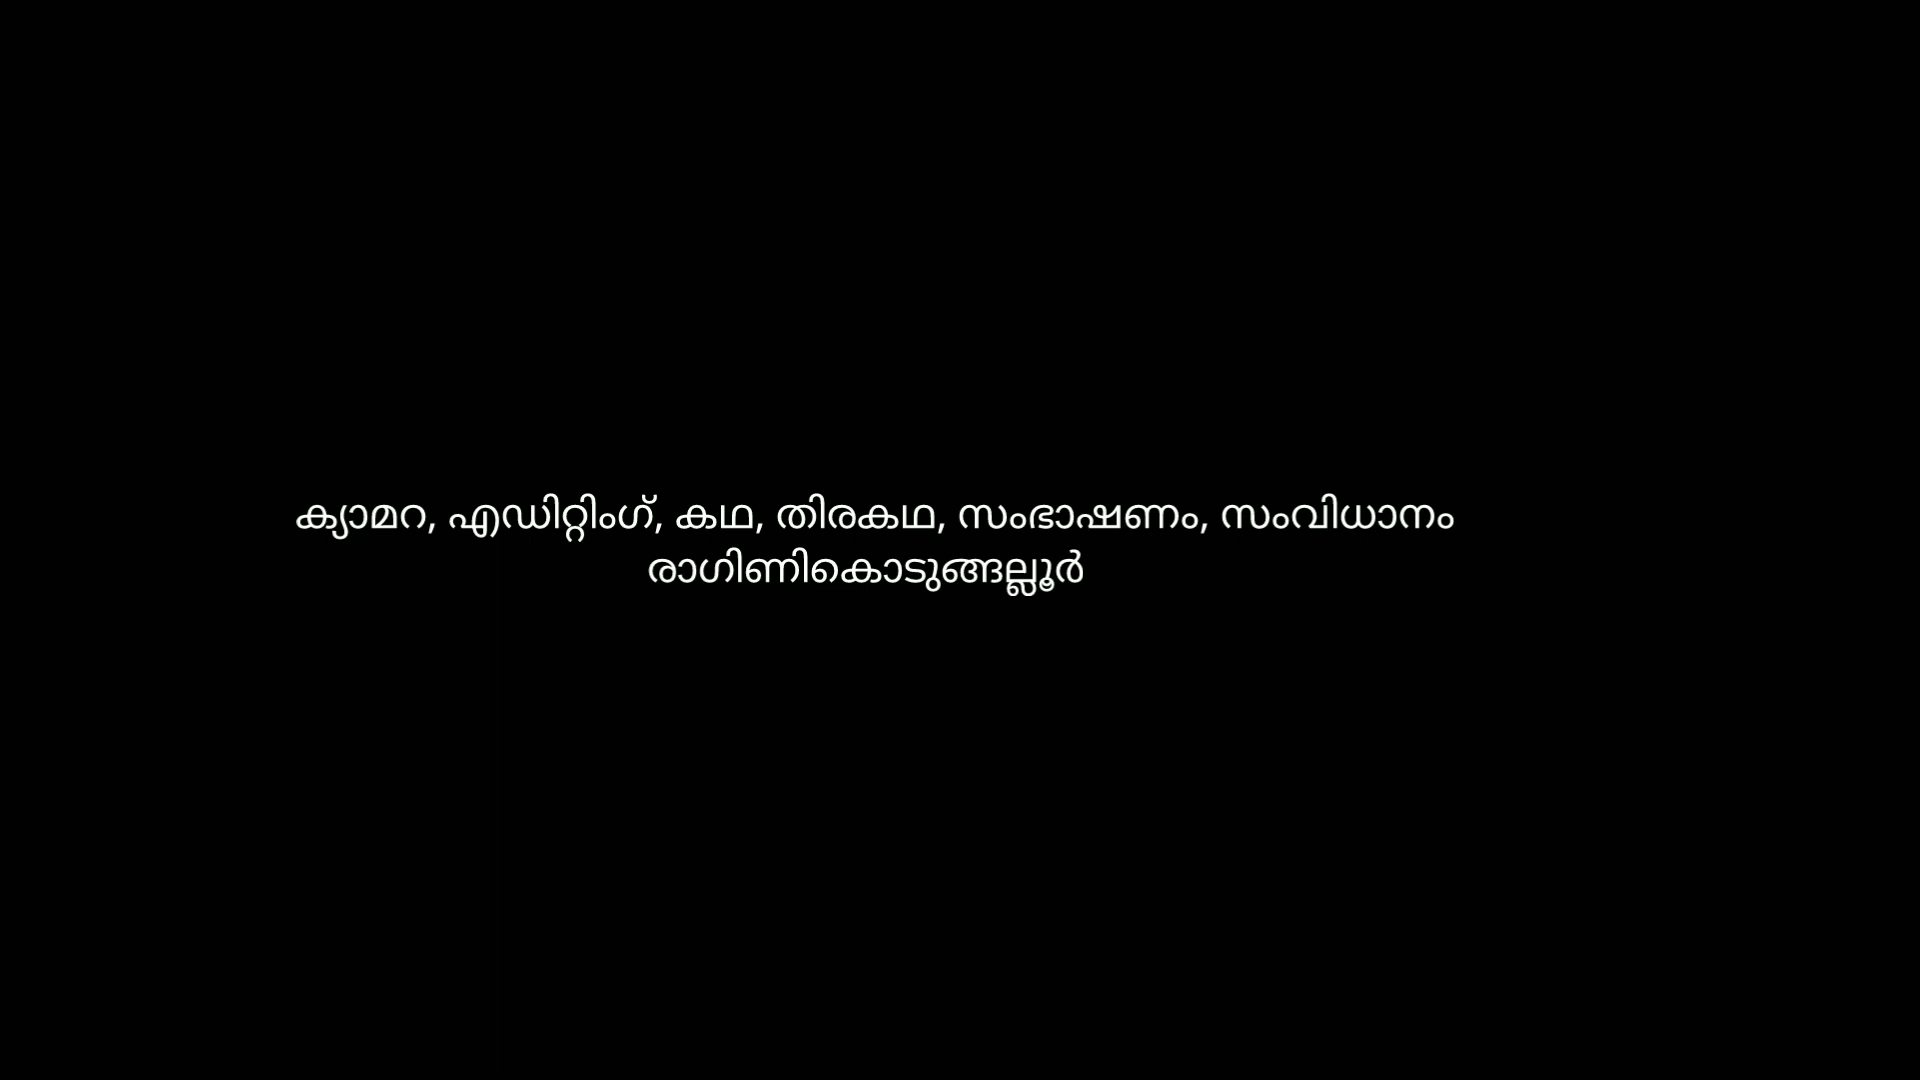 ക്യാമറ, എഡിറ്റിംഗ്, കഥ, തിരകഥ, സംഭാഷണം, സംവിധാനം
രാഗിണികൊടുങ്ങല്ലൂർ